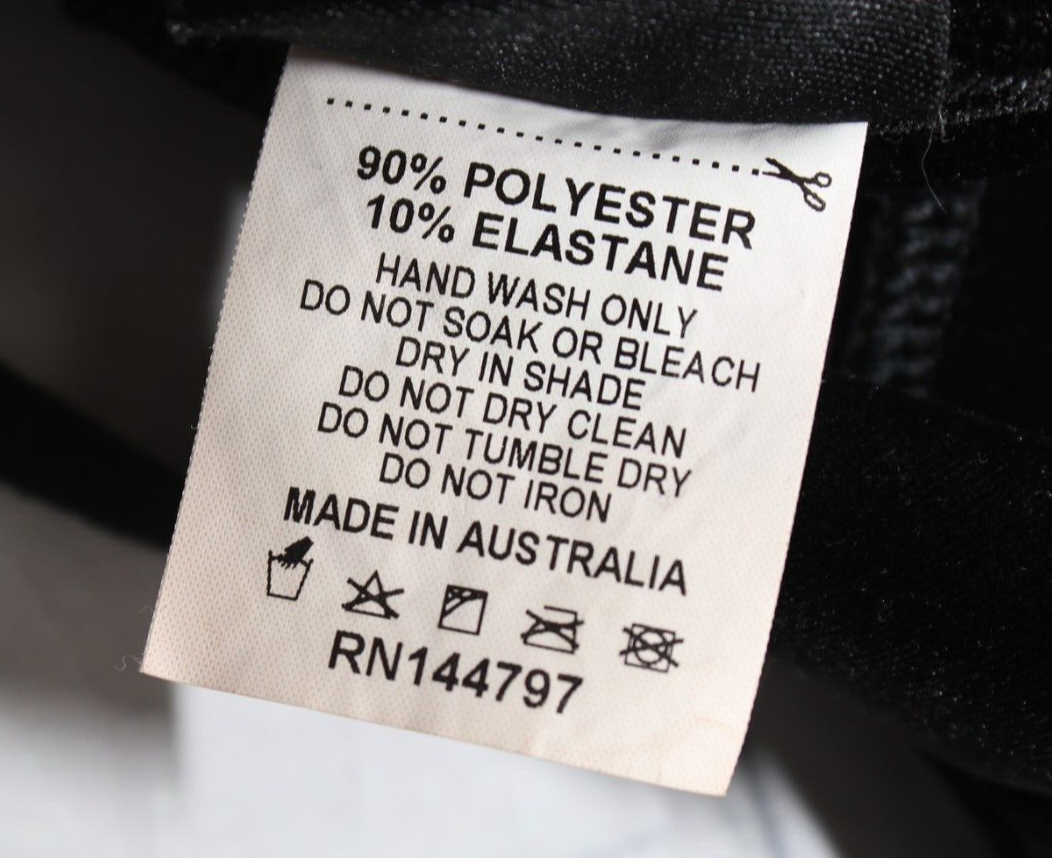 90% POLYESTER
10% ELASTANE
HAND WASH ONLY
DO NOT SOAK OR BLEACH
DRY IN SHADE
DO NOT DRY CLEAN
DO NOT TUMBLE DRY
DO NOT IRON
MADE IN AUSTRALIA
RN144797